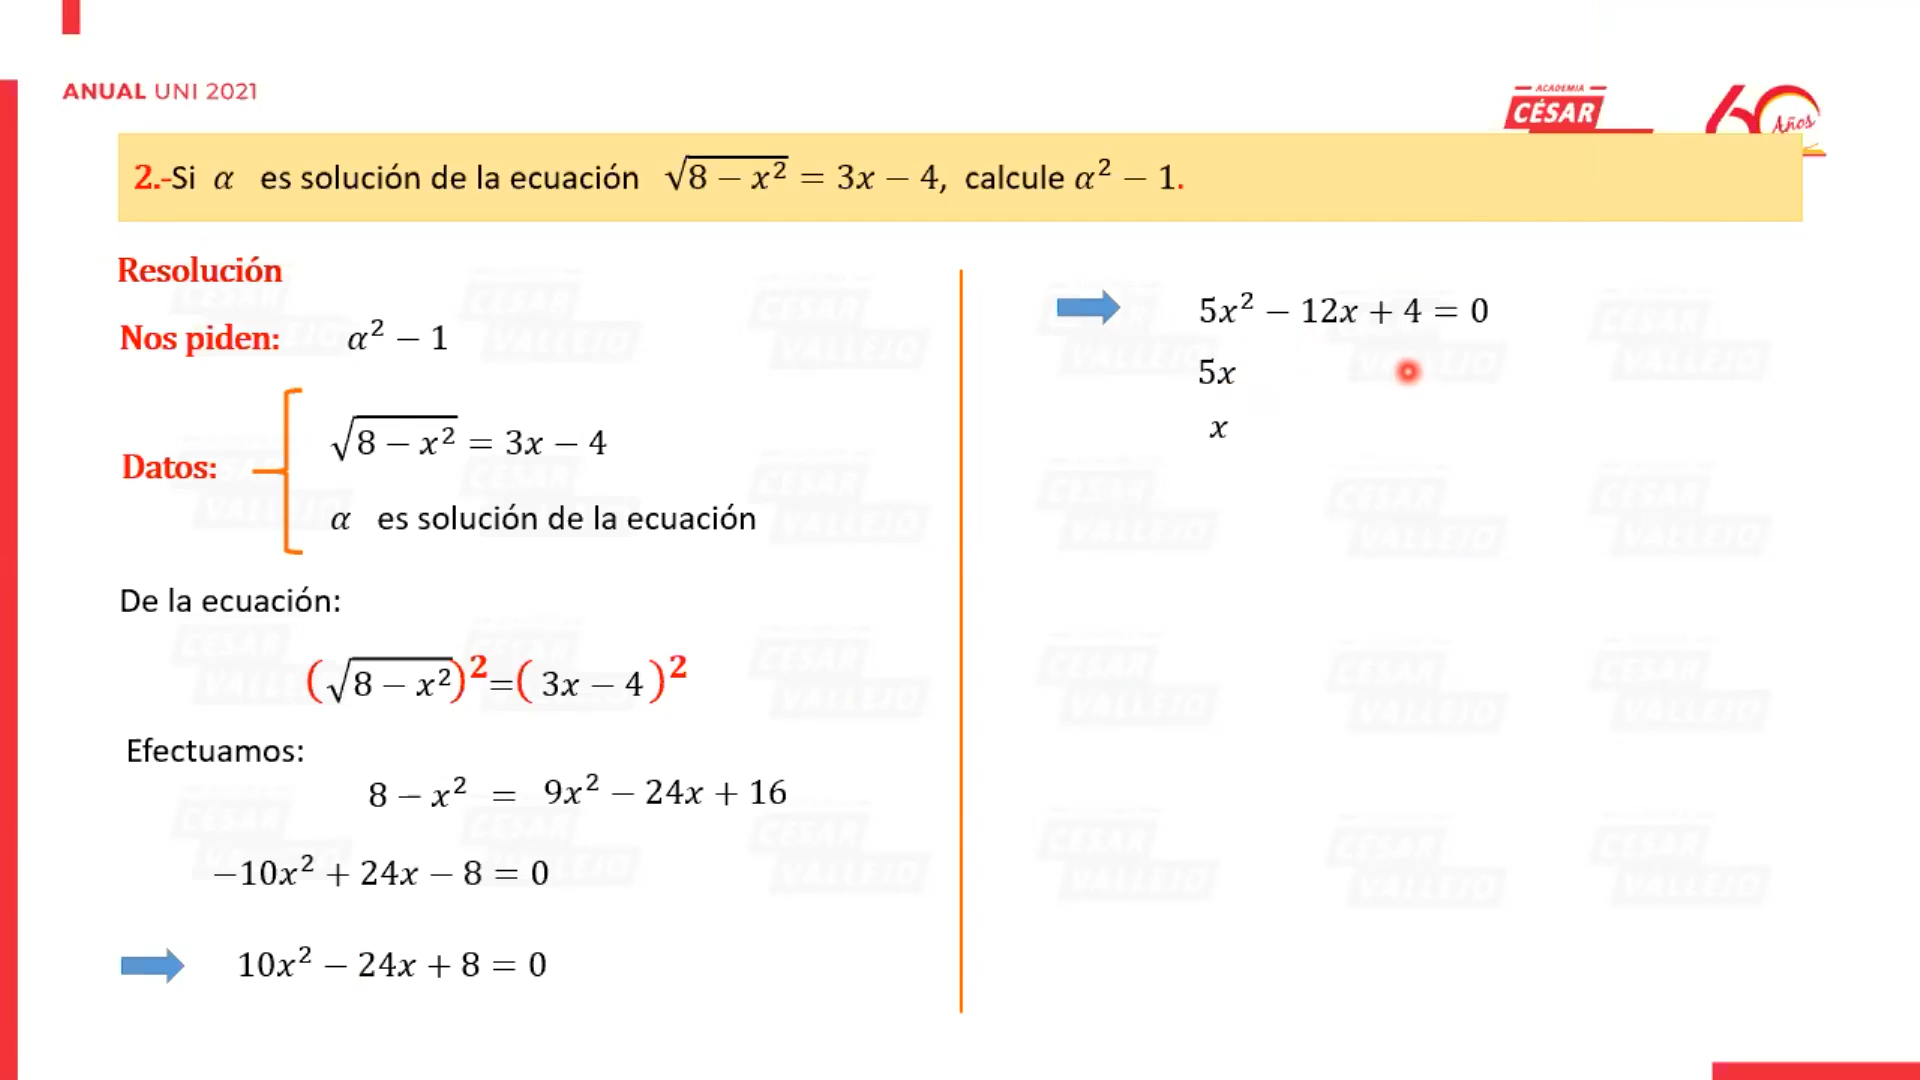 ANUAL UNI 2021
ACADEMIA
CÉSAR
60 Años
2.-Si α es solución de la ecuación √(8 − x²) = 3x − 4, calcule α² − 1.
Resolución
Nos piden: α² − 1
Datos:
√(8 − x²) = 3x − 4
α es solución de la ecuación
De la ecuación:
(√(8 − x²))²=( 3x − 4 )²
Efectuamos:
8 − x² = 9x² − 24x + 16
−10x² + 24x − 8 = 0
10x² − 24x + 8 = 0
5x² − 12x + 4 = 0
5x
x
CÉSAR
VALLEJO